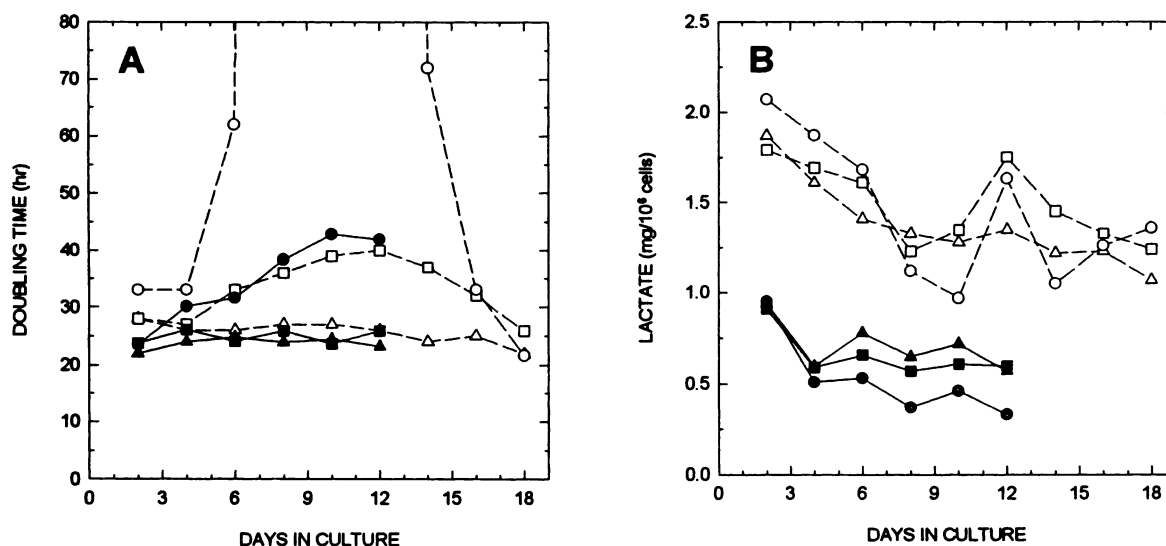 A
DOUBLING TIME (hr)
80
70
60
50
40
30
20
10
0
0 3 6 9 12 15 18
DAYS IN CULTURE
B
LACTATE (mg/10⁶ cells)
2.5
2.0
1.5
1.0
0.5
0.0
0 3 6 9 12 15 18
DAYS IN CULTURE